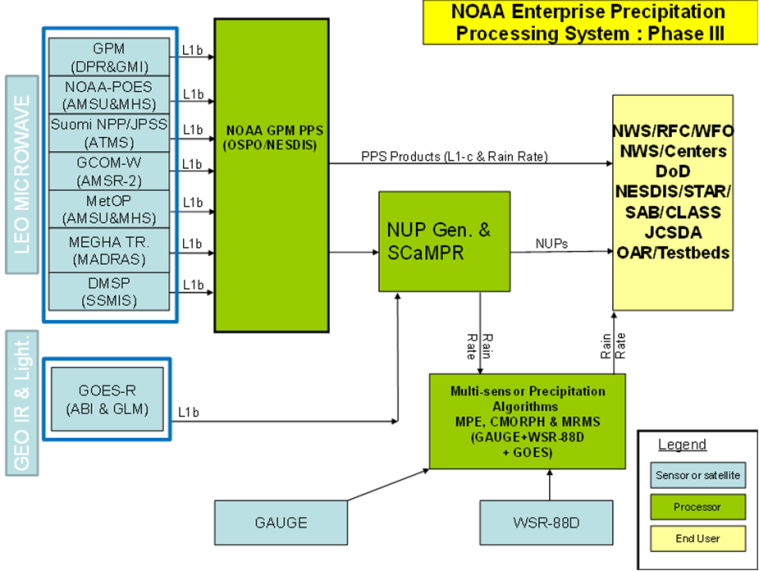 NOAA Enterprise Precipitation
Processing System : Phase III
LEO MICROWAVE
GPM
(DPR&GMI)
L1b
NOAA-POES
(AMSU&MHS)
L1b
Suomi NPP/JPSS
(ATMS)
L1b
GCOM-W
(AMSR-2)
L1b
MetOP
(AMSU&MHS)
L1b
MEGHA TR.
(MADRAS)
L1b
DMSP
(SSMIS)
L1b
NOAA GPM PPS
(OSPO/NESDIS)
PPS Products (L1-c & Rain Rate)
NUP Gen. &
SCaMPR
NUPs
NWS/RFC/WFO
NWS/Centers
DoD
NESDIS/STAR/
SAB/CLASS
JCSDA
OAR/Testbeds
Rain
Rate
Rain
Rate
GEO IR & Light.
GOES-R
(ABI & GLM)
L1b
Multi-sensor Precipitation
Algorithms
MPE, CMORPH & MRMS
(GAUGE+WSR-88D
+ GOES)
GAUGE
WSR-88D
Legend
Sensor or satellite
Processor
End User